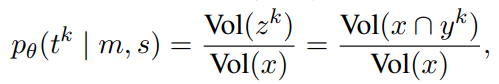 p_θ(t^k | m, s) = Vol(z^k) / Vol(x) = Vol(x ∩ y^k) / Vol(x),